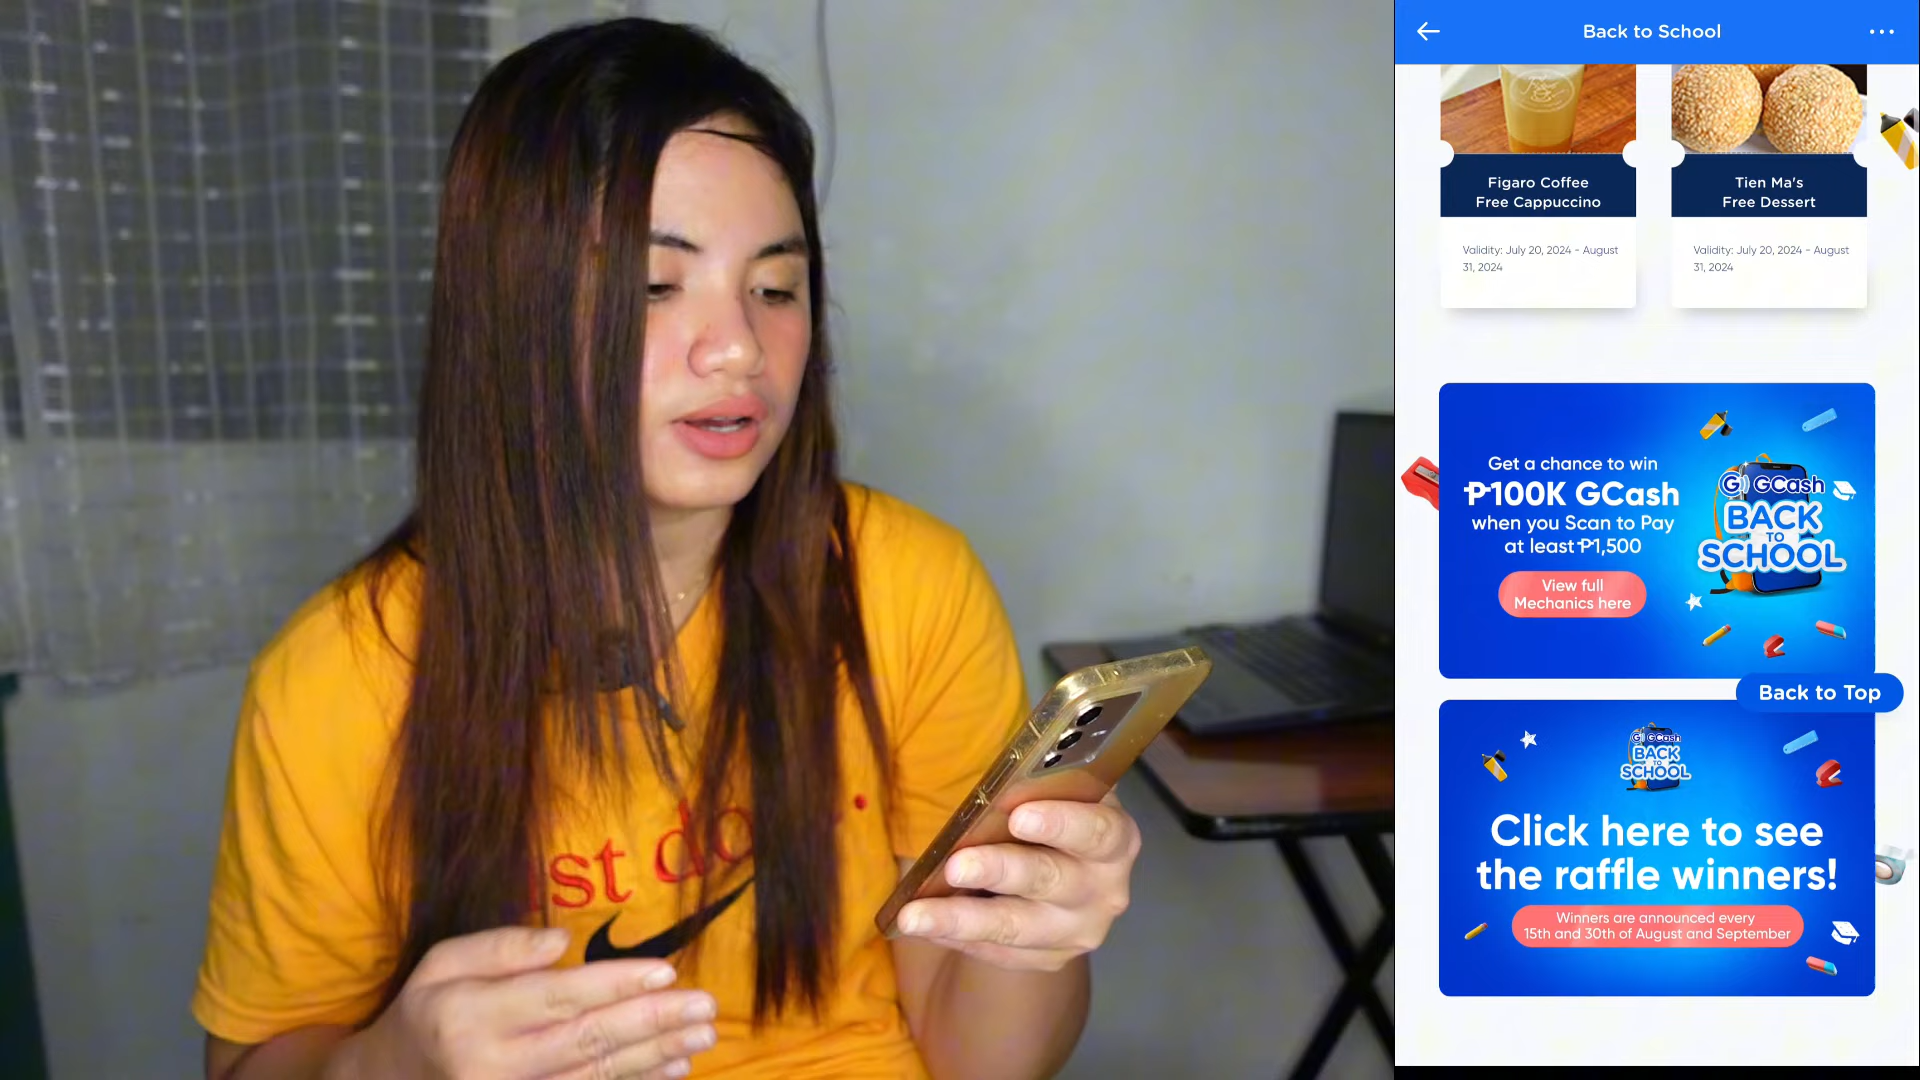 Back to School
Figaro Coffee
Free Cappuccino
Validity: July 20, 2024 - August
31, 2024
Tien Ma's
Free Dessert
Validity: July 20, 2024 - August
31, 2024
Get a chance to win
₱100K GCash
when you Scan to Pay
at least ₱1,500
View full
Mechanics here
GCash
BACK
TO
SCHOOL
Back to Top
GCash
BACK
TO
SCHOOL
Click here to see
the raffle winners!
Winners are announced every
15th and 30th of August and September
st do